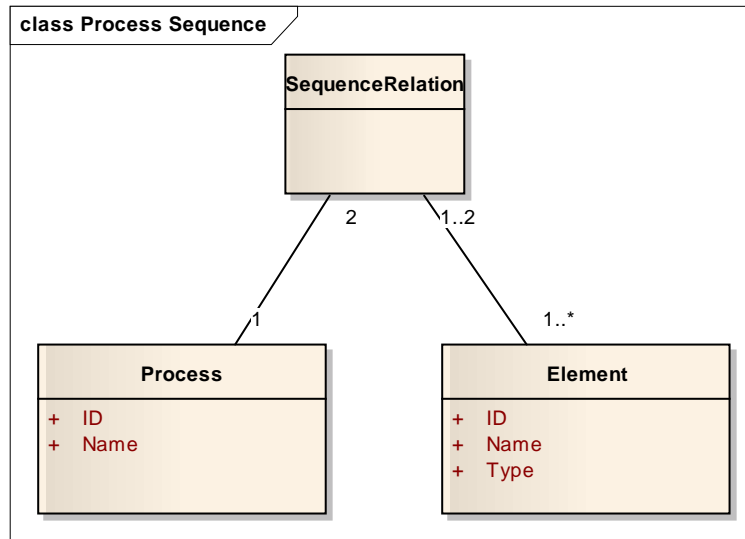 class Process Sequence
SequenceRelation
2
1..2
1
1..*
Process
+ ID
+ Name
Element
+ ID
+ Name
+ Type